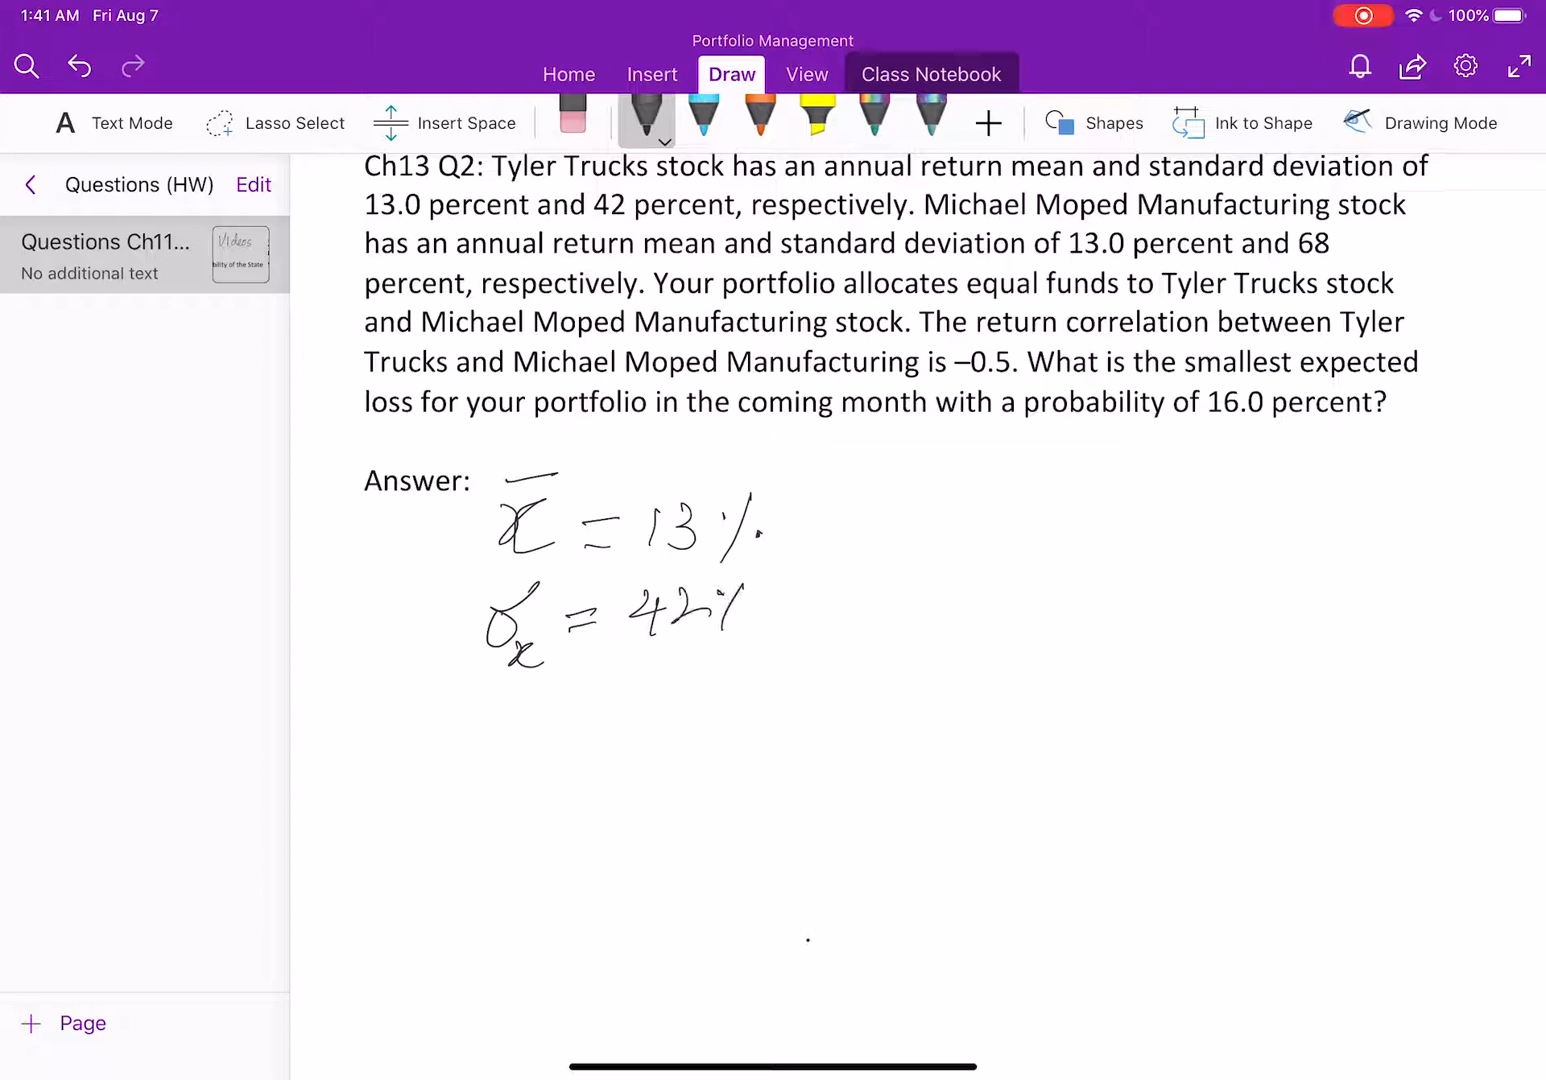 1:41 AM Fri Aug 7
100%
Portfolio Management
Home Insert Draw View Class Notebook
A Text Mode Lasso Select Insert Space Shapes Ink to Shape Drawing Mode
Questions (HW) Edit
Questions Ch11...
No additional text
Videos
bility of the State
Ch13 Q2: Tyler Trucks stock has an annual return mean and standard deviation of
13.0 percent and 42 percent, respectively. Michael Moped Manufacturing stock
has an annual return mean and standard deviation of 13.0 percent and 68
percent, respectively. Your portfolio allocates equal funds to Tyler Trucks stock
and Michael Moped Manufacturing stock. The return correlation between Tyler
Trucks and Michael Moped Manufacturing is –0.5. What is the smallest expected
loss for your portfolio in the coming month with a probability of 16.0 percent?
Answer:
x̄ = 13%
σx = 42%
+ Page